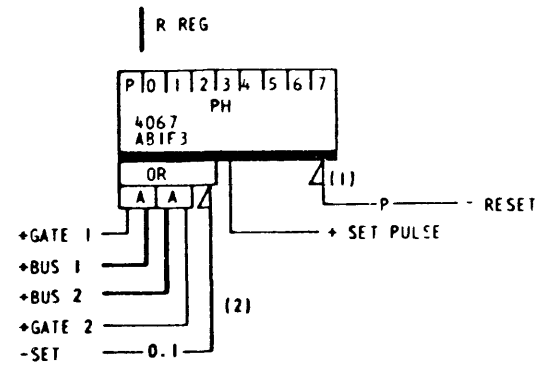 R REG
P 0 1 2 3 4 5 6 7
PH
4067
AB1F3
OR
(1)
A A
P - RESET
+GATE 1
+ SET PULSE
+BUS 1
+BUS 2
(2)
+GATE 2
-SET 0.1